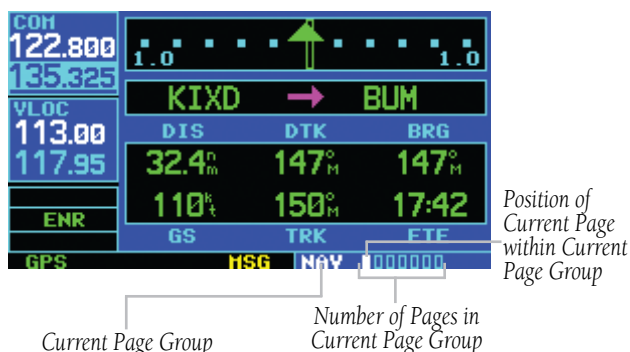 COM
122.800
135.325
VLOC
113.00
117.95
ENR
GPS
1.0 1.0
KIXD → BUM
DIS DTK BRG
32.4nm 147°M 147°M
110kt 150°M 17:42
GS TRK ETE
MSG NAV
Position of
Current Page
within Current
Page Group
Number of Pages in
Current Page Group
Current Page Group